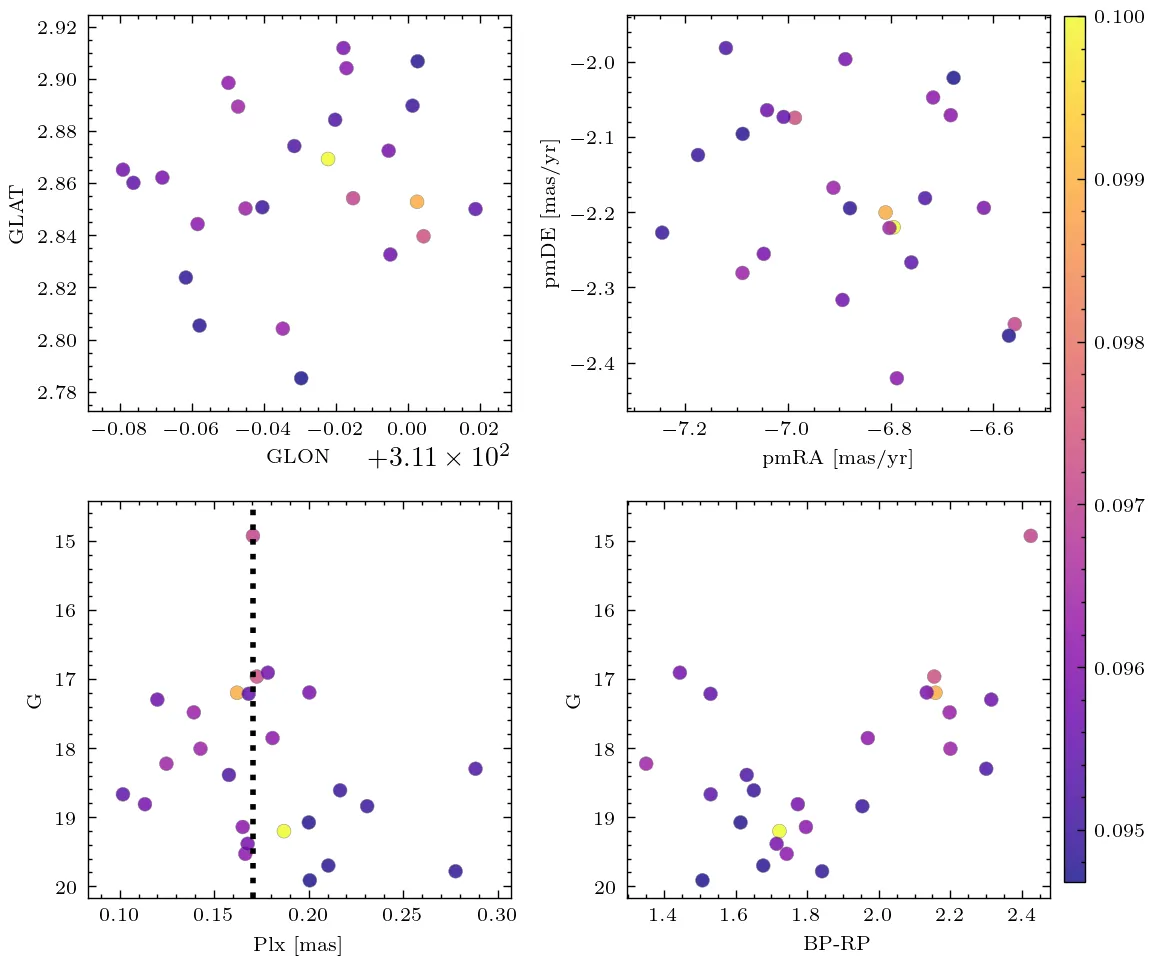 2.92
2.90
2.88
2.86
2.84
2.82
2.80
2.78
GLAT
−0.08 −0.06 −0.04 −0.02 0.00 0.02
GLON +3.11 × 10²
−2.0
−2.1
−2.2
−2.3
−2.4
pmDE [mas/yr]
−7.2 −7.0 −6.8 −6.6
pmRA [mas/yr]
0.100
0.099
0.098
0.097
0.096
0.095
15
16
17
18
19
20
G
0.10 0.15 0.20 0.25 0.30
Plx [mas]
15
16
17
18
19
20
G
1.4 1.6 1.8 2.0 2.2 2.4
BP-RP